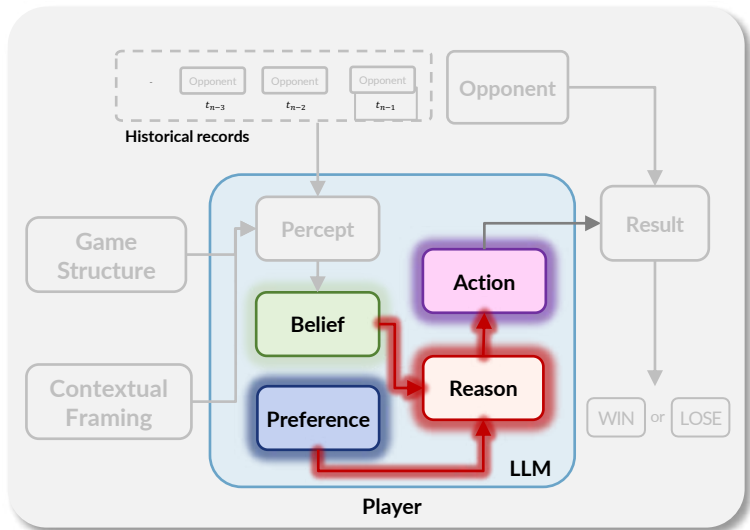 -
Opponent
Opponent
Opponent
t_{n-3}
t_{n-2}
t_{n-1}
Historical records
Opponent
Game
Structure
Percept
Result
Action
Belief
Contextual
Framing
Preference
Reason
WIN or LOSE
LLM
Player